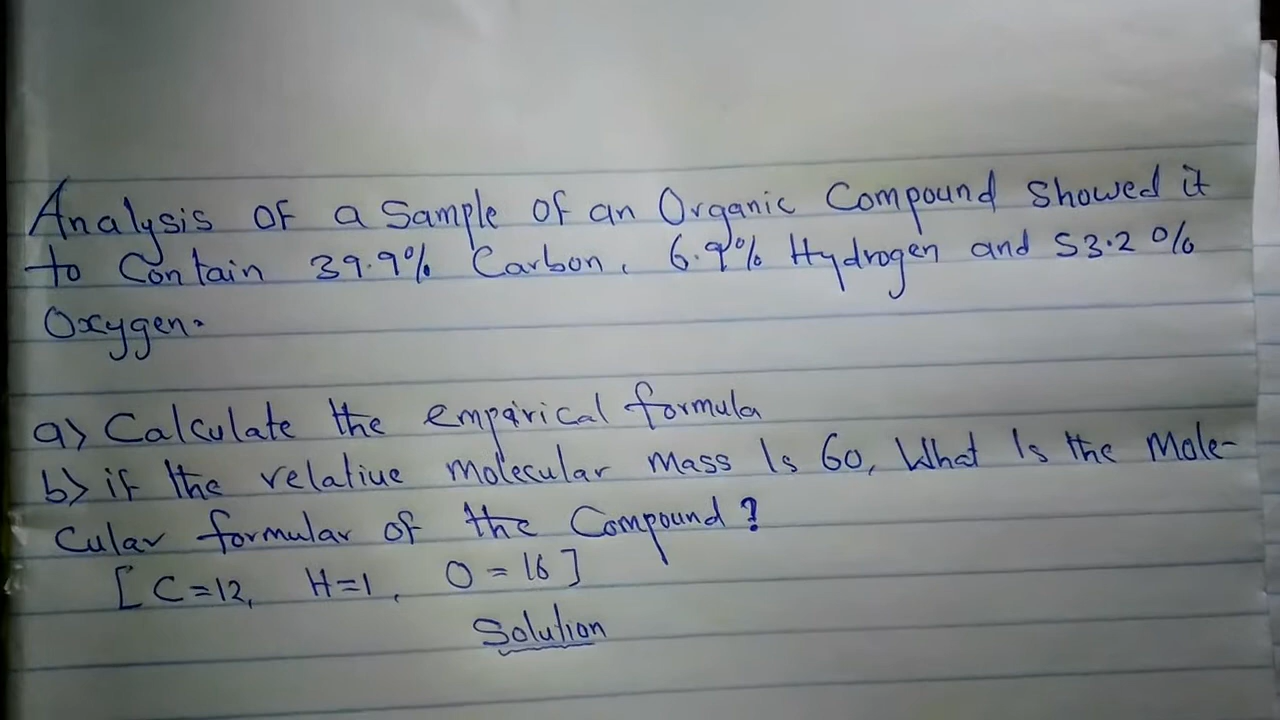 Analysis of a Sample of an Organic Compound Showed it
to Contain 39.9% Carbon, 6.9% Hydrogen and 53.2%
Oxygen.
a) Calculate the empirical formula
b) if the relative molecular mass Is 60, What Is the Mole-
Cular formular of the Compound?
[C=12, H=1, O=16]
Solution